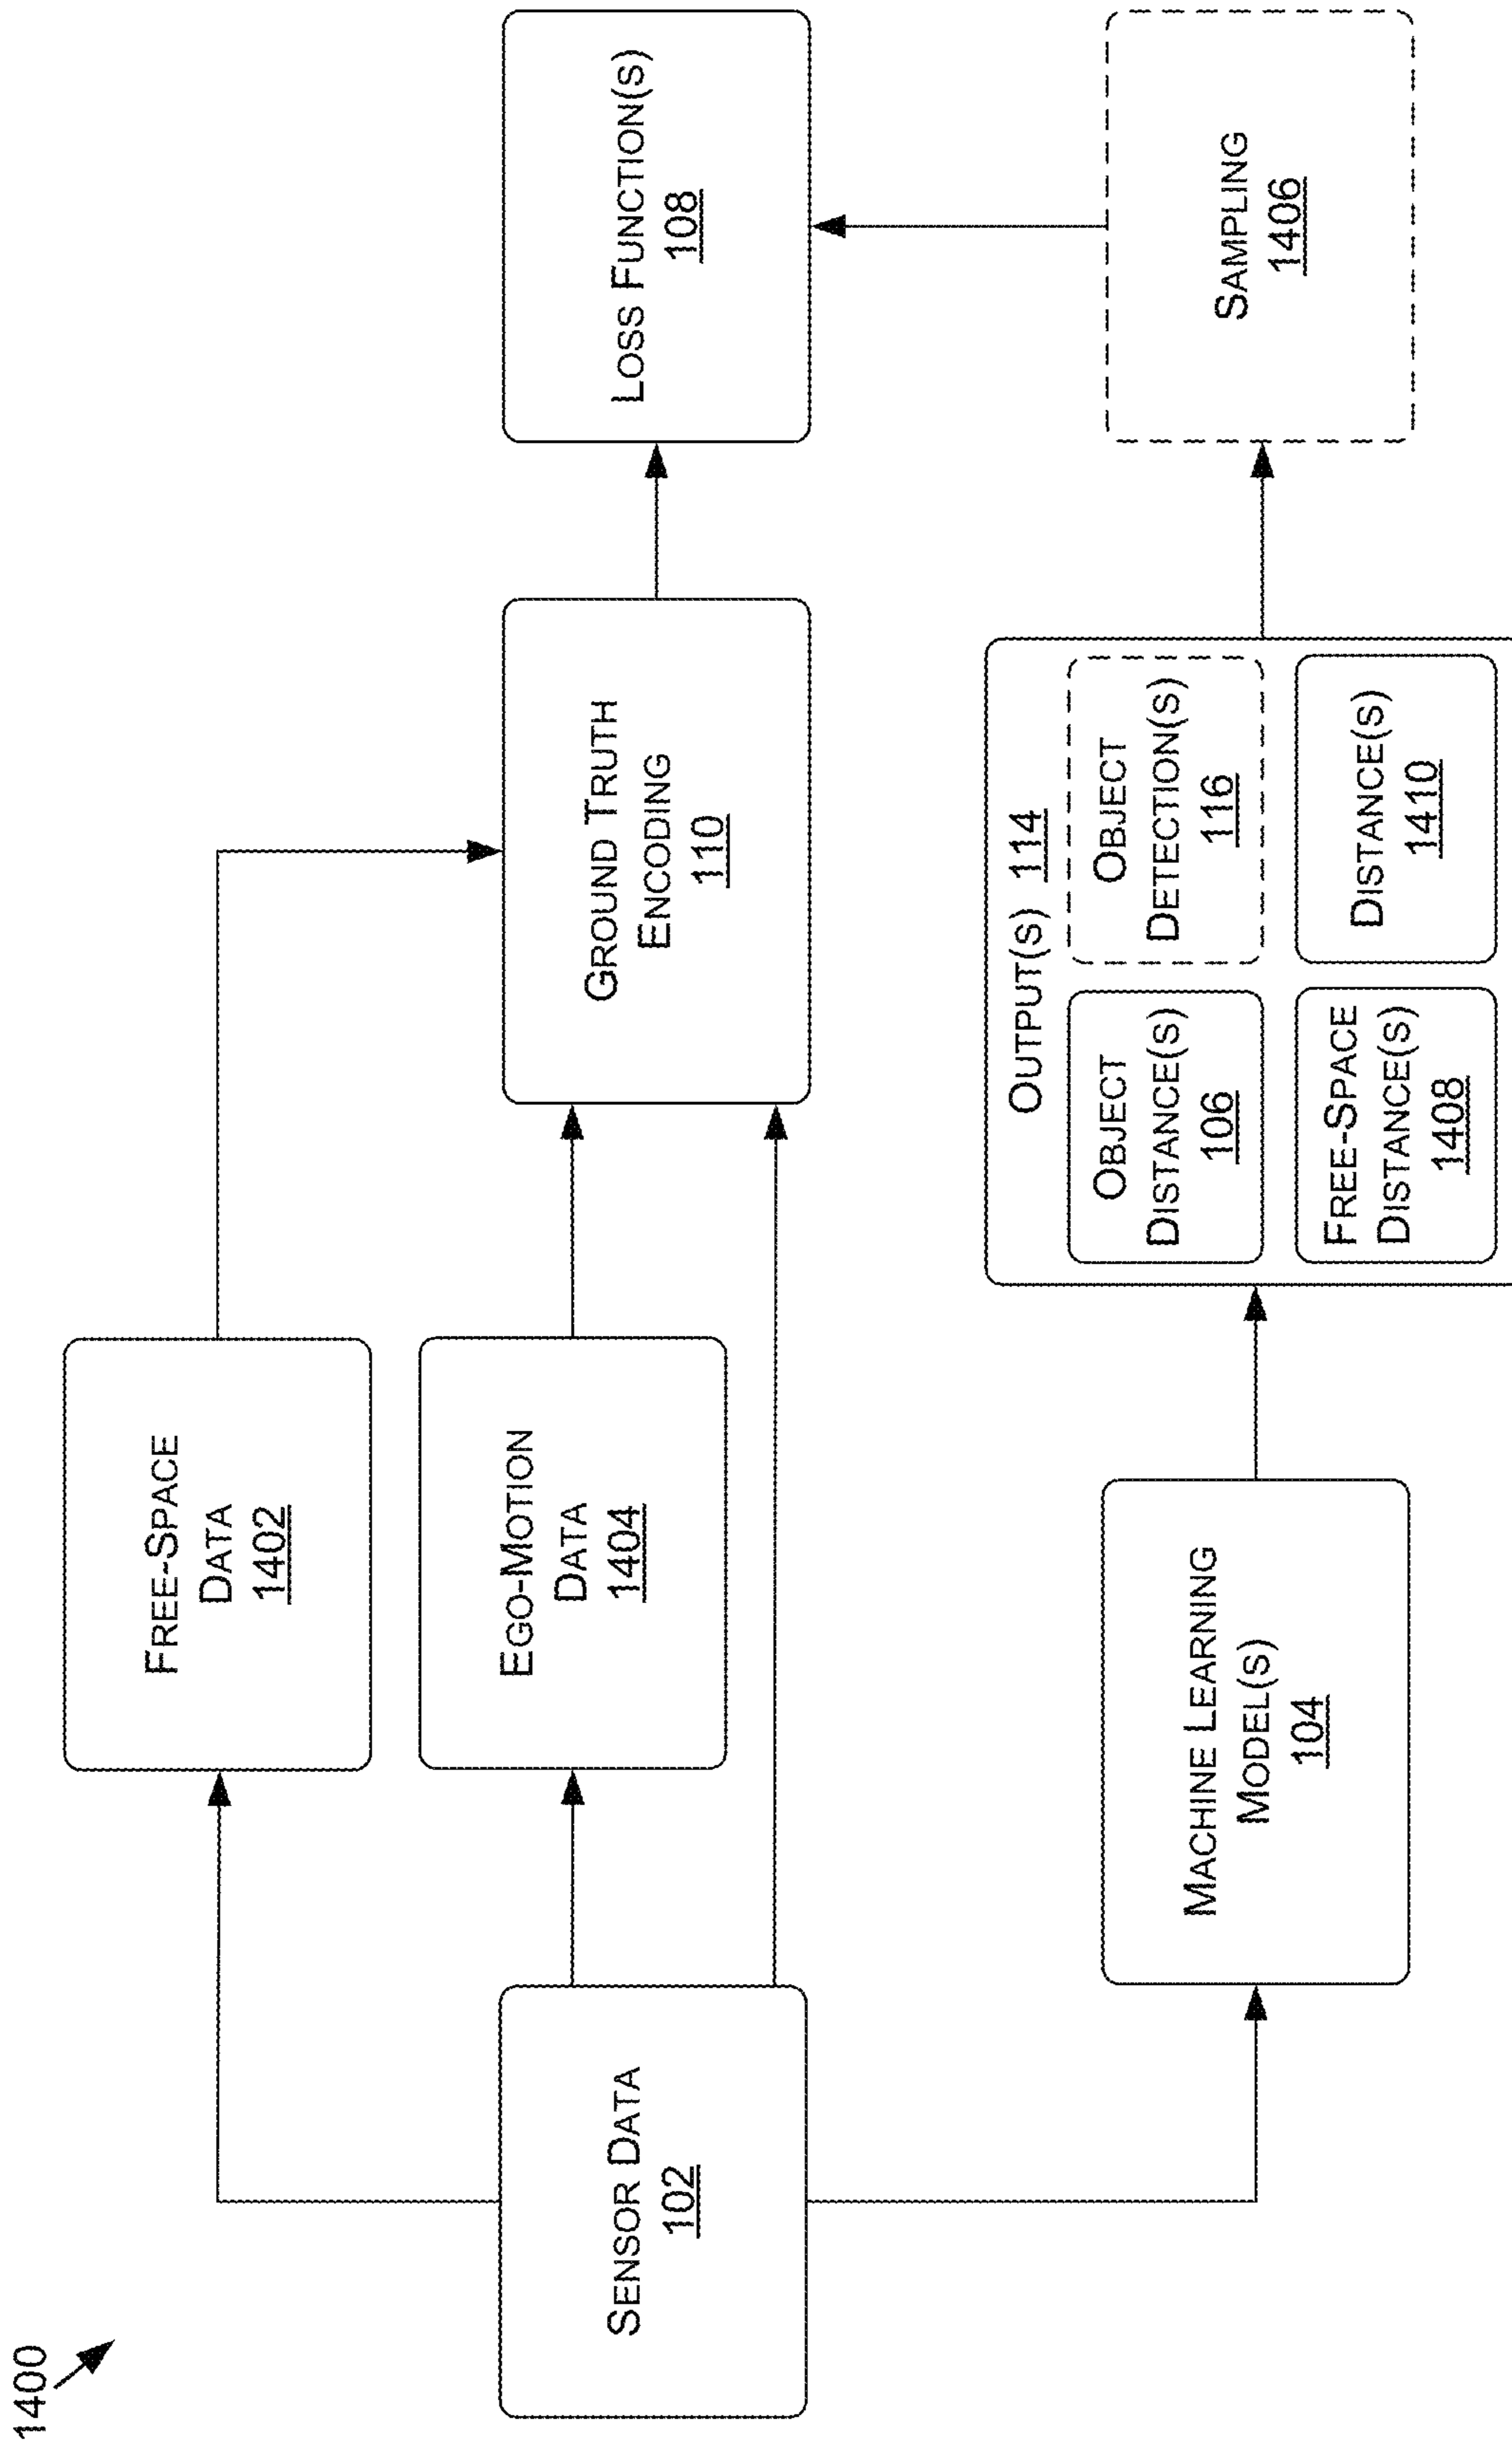 1400
SENSOR DATA
102
FREE-SPACE
DATA
1402
EGO-MOTION
DATA
1404
GROUND TRUTH
ENCODING
110
LOSS FUNCTION(S)
108
MACHINE LEARNING
MODEL(S)
104
OUTPUT(S) 114
OBJECT
DISTANCE(S)
106
OBJECT
DETECTION(S)
116
FREE-SPACE
DISTANCE(S)
1408
DISTANCE(S)
1410
SAMPLING
1406